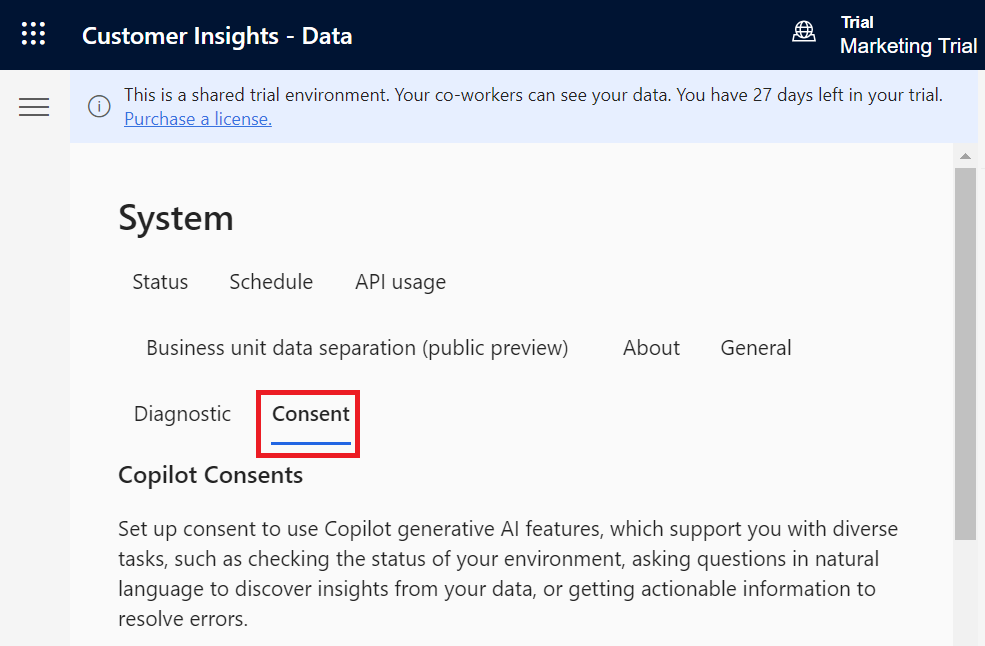 Customer Insights - Data
Trial
Marketing Trial
This is a shared trial environment. Your co-workers can see your data. You have 27 days left in your trial.
Purchase a license.
System
Status Schedule API usage
Business unit data separation (public preview) About General
Diagnostic Consent
Copilot Consents
Set up consent to use Copilot generative AI features, which support you with diverse
tasks, such as checking the status of your environment, asking questions in natural
language to discover insights from your data, or getting actionable information to
resolve errors.